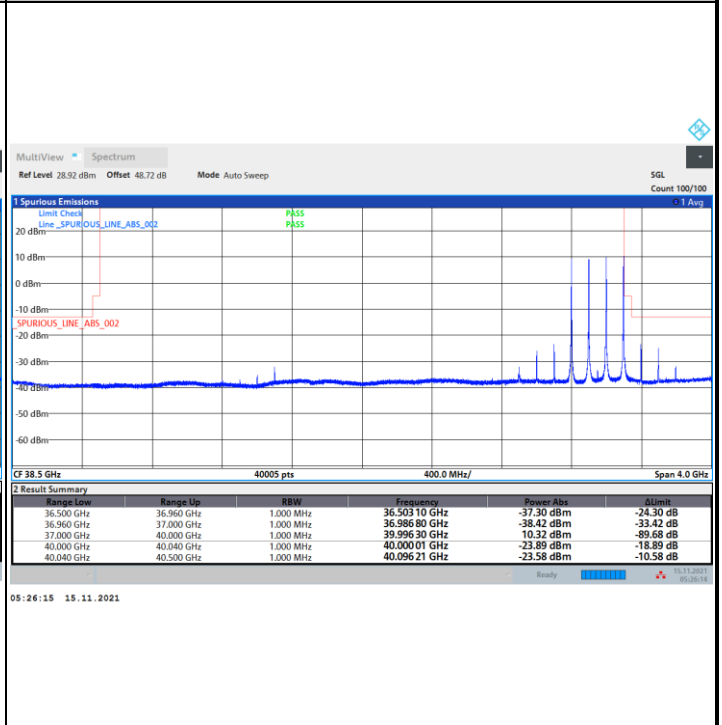 MultiView Spectrum
Ref Level 28.92 dBm Offset 48.72 dB Mode Auto Sweep SGL
Count 100/100
1 Spurious Emissions 1 Avg
Limit Check PASS
Line _SPURIOUS_LINE_ABS_002 PASS
20 dBm
10 dBm
0 dBm
-10 dBm
_SPURIOUS_LINE_ABS_002
-20 dBm
-30 dBm
-40 dBm
-50 dBm
-60 dBm
CF 38.5 GHz 40005 pts 400.0 MHz/ Span 4.0 GHz
2 Result Summary
Range Low Range Up RBW Frequency Power Abs ΔLimit
36.500 GHz 36.960 GHz 1.000 MHz 36.503 10 GHz -37.30 dBm -24.30 dB
36.960 GHz 37.000 GHz 1.000 MHz 36.986 80 GHz -38.42 dBm -33.42 dB
37.000 GHz 40.000 GHz 1.000 MHz 39.996 30 GHz 10.32 dBm -89.68 dB
40.000 GHz 40.040 GHz 1.000 MHz 40.000 01 GHz -23.89 dBm -18.89 dB
40.040 GHz 40.500 GHz 1.000 MHz 40.096 21 GHz -23.58 dBm -10.58 dB
Ready 15.11.2021
05:26:14
05:26:15 15.11.2021